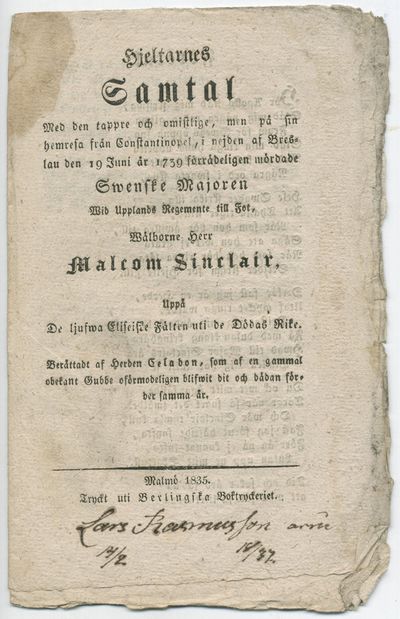 Hjeltarnes
Samtal
Med den tappre och omistlige, men på sin
hemresa från Constantinopel, i nejden af Bres-
lau den 19 Juni år 1739 förrädeligen mördade
Swenske Majoren
Wid Upplands Regemente till Fot,
Wälborne Herr
Malcom Sinclair,
Uppå
De ljufwa Eliseiske Fälten uti de Dödas Rike.
Berättadt af Herden Celadon, som af en gammal
obekant Gubbe oförmodeligen blifwit dit och dädan för-
der samma år.
Malmö 1835.
Tryckt uti Berlingska Boktryckeriet.
Lars Rasmusson
14/2 18/37.